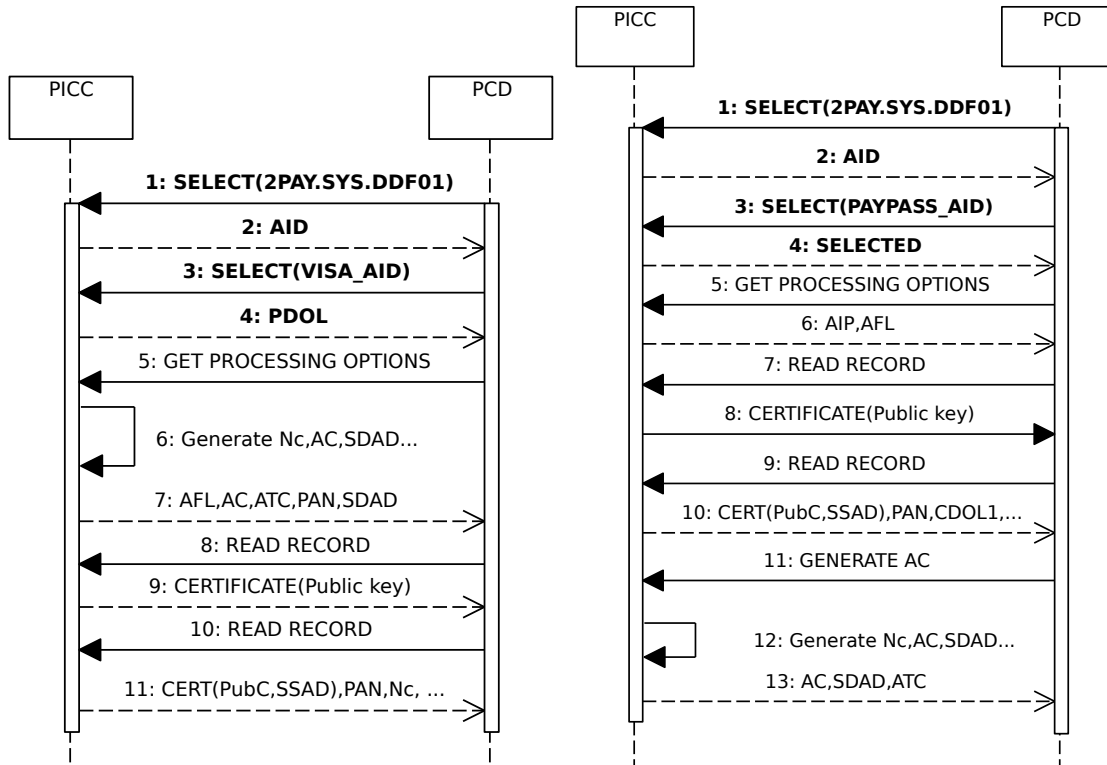 PICC
PCD
1: SELECT(2PAY.SYS.DDF01)
2: AID
3: SELECT(VISA_AID)
4: PDOL
5: GET PROCESSING OPTIONS
6: Generate Nc,AC,SDAD...
7: AFL,AC,ATC,PAN,SDAD
8: READ RECORD
9: CERTIFICATE(Public key)
10: READ RECORD
11: CERT(PubC,SSAD),PAN,Nc, ...
PICC
PCD
1: SELECT(2PAY.SYS.DDF01)
2: AID
3: SELECT(PAYPASS_AID)
4: SELECTED
5: GET PROCESSING OPTIONS
6: AIP,AFL
7: READ RECORD
8: CERTIFICATE(Public key)
9: READ RECORD
10: CERT(PubC,SSAD),PAN,CDOL1,...
11: GENERATE AC
12: Generate Nc,AC,SDAD...
13: AC,SDAD,ATC